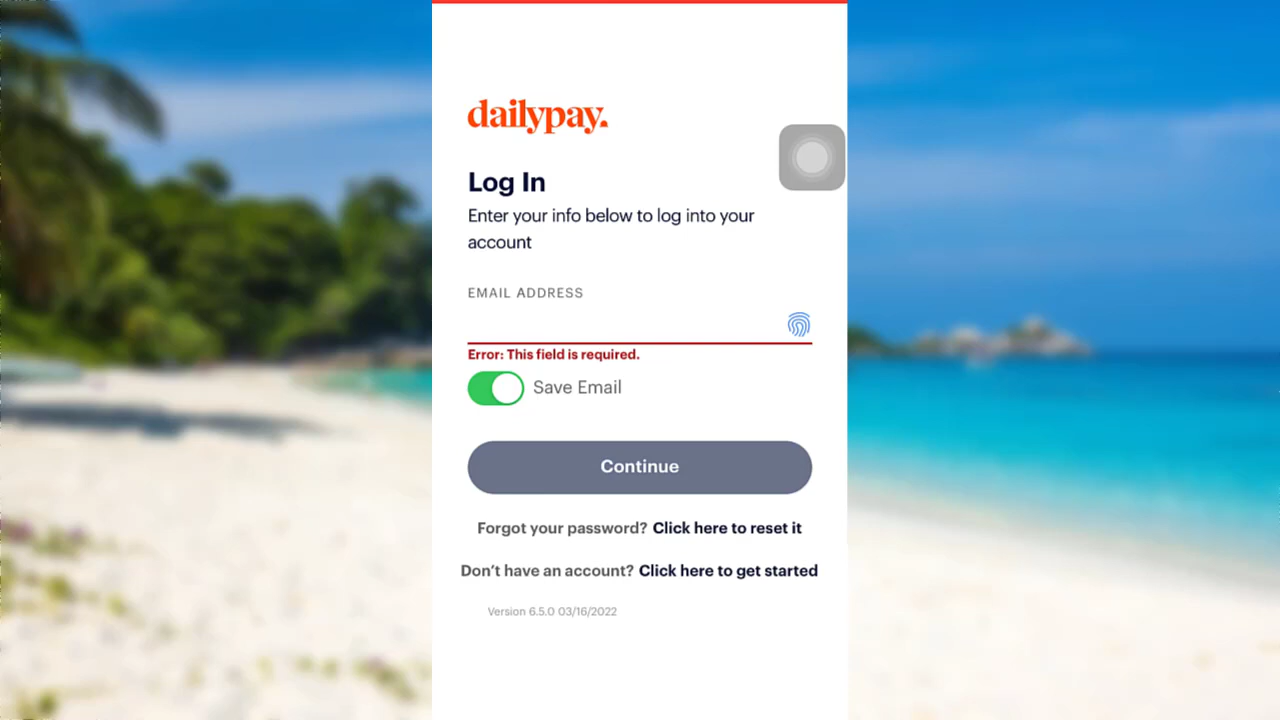 dailypay.
Log In
Enter your info below to log into your
account
EMAIL ADDRESS
Error: This field is required.
Save Email
Continue
Forgot your password? Click here to reset it
Don’t have an account? Click here to get started
Version 6.5.0 03/16/2022